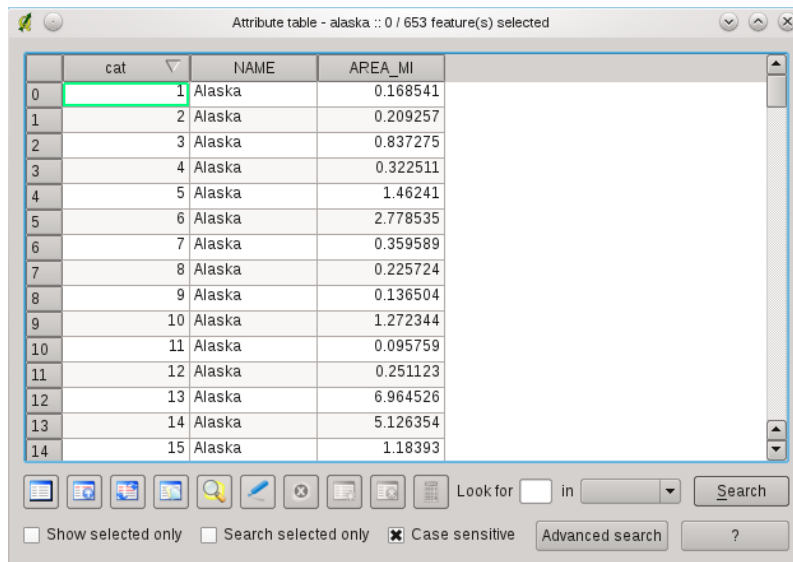 Attribute table - alaska :: 0 / 653 feature(s) selected
cat NAME AREA_MI
0 1 Alaska 0.168541
1 2 Alaska 0.209257
2 3 Alaska 0.837275
3 4 Alaska 0.322511
4 5 Alaska 1.46241
5 6 Alaska 2.778535
6 7 Alaska 0.359589
7 8 Alaska 0.225724
8 9 Alaska 0.136504
9 10 Alaska 1.272344
10 11 Alaska 0.095759
11 12 Alaska 0.251123
12 13 Alaska 6.964526
13 14 Alaska 5.126354
14 15 Alaska 1.18393
Look for in Search
Show selected only Search selected only Case sensitive Advanced search ?